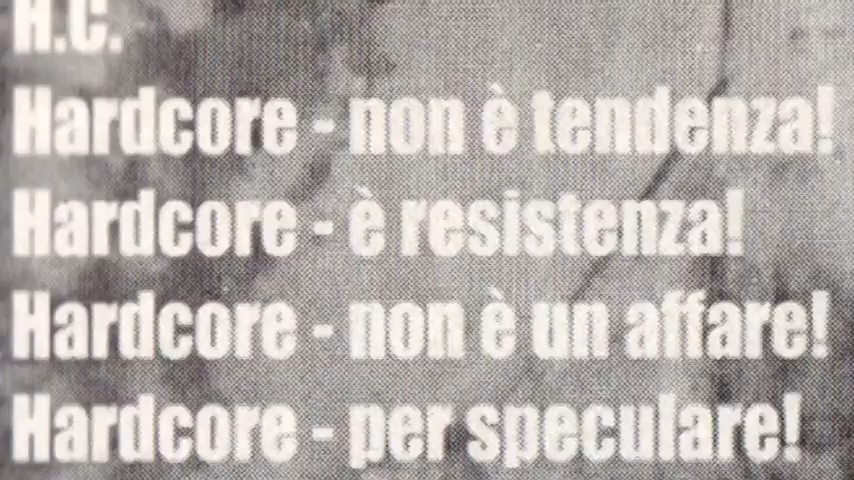 H.C.
Hardcore - non è tendenza!
Hardcore - è resistenza!
Hardcore - non è un affare!
Hardcore - per speculare!